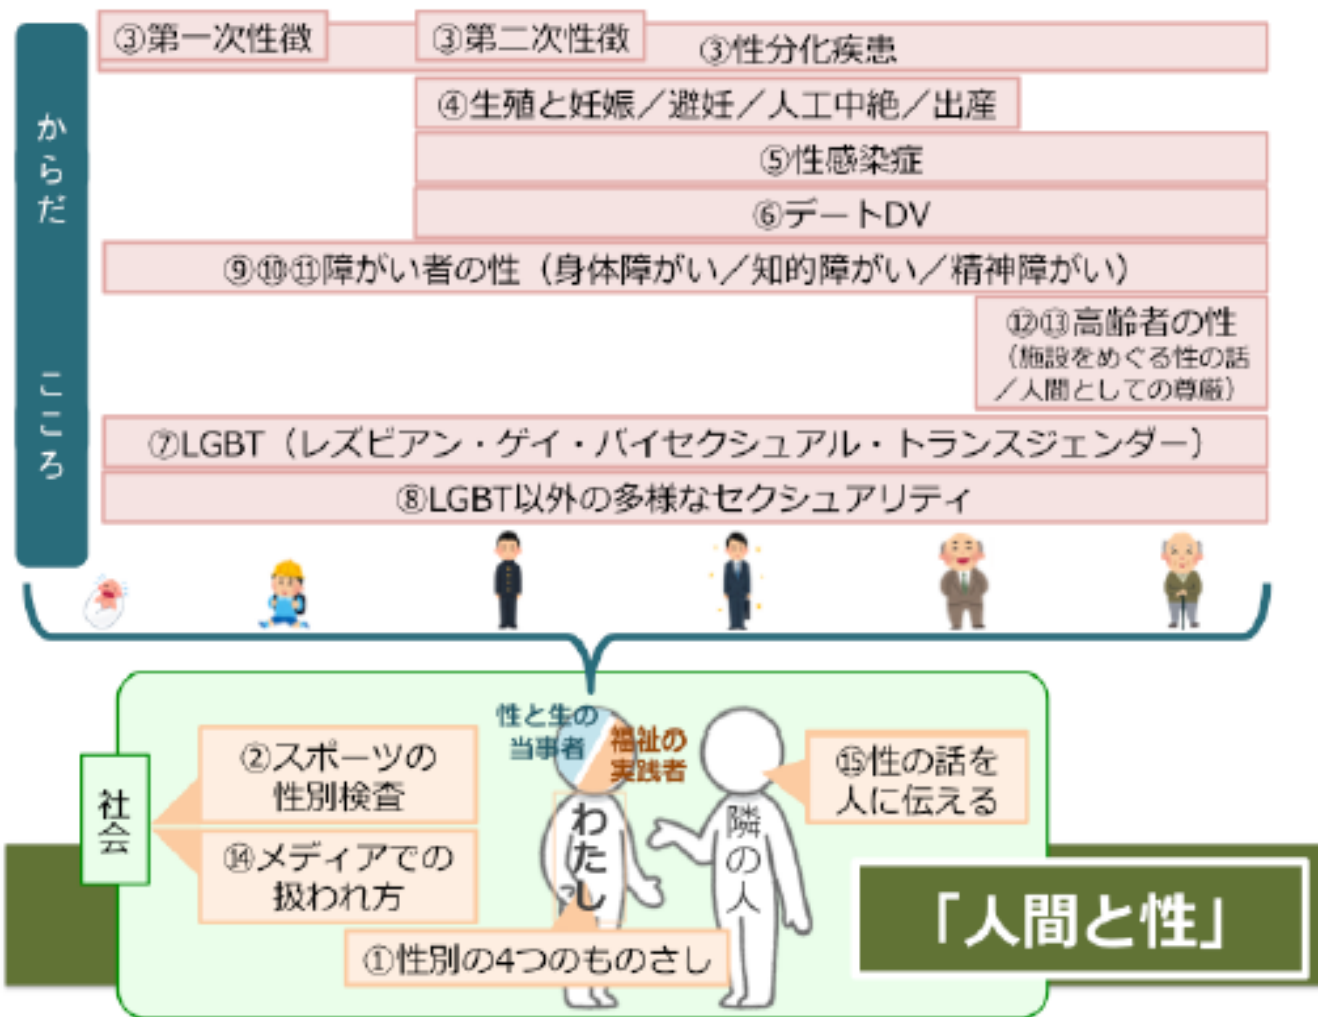 からだ
こころ
③第一次性徴
③第二次性徴
③性分化疾患
④生殖と妊娠／避妊／人工中絶／出産
⑤性感染症
⑥デートDV
⑨⑩⑪障がい者の性（身体障がい／知的障がい／精神障がい）
⑫⑬高齢者の性
（施設をめぐる性の話
／人間としての尊厳）
⑦LGBT（レズビアン・ゲイ・バイセクシュアル・トランスジェンダー）
⑧LGBT以外の多様なセクシュアリティ
社会
②スポーツの
性別検査
⑭メディアでの
扱われ方
性と生の
当事者
福祉の
実践者
わたし
隣の人
⑮性の話を
人に伝える
①性別の4つのものさし
「人間と性」